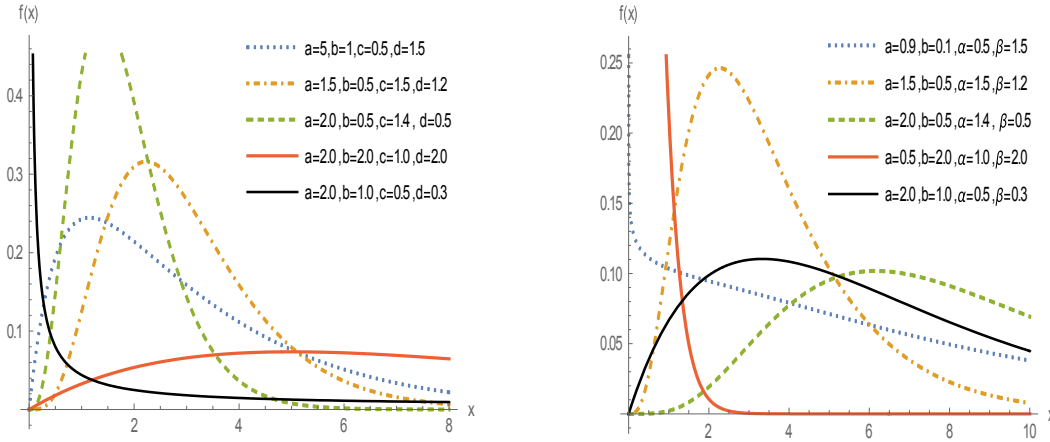 f(x)
a=5,b=1,c=0.5,d=1.5
a=1.5,b=0.5,c=1.5,d=1.2
a=2.0,b=0.5,c=1.4, d=0.5
a=2.0,b=2.0,c=1.0,d=2.0
a=2.0,b=1.0,c=0.5,d=0.3
0.4
0.3
0.2
0.1
0 2 4 6 8 x
f(x)
a=0.9,b=0.1,α=0.5,β=1.5
a=1.5,b=0.5,α=1.5,β=1.2
a=2.0,b=0.5,α=1.4, β=0.5
a=0.5,b=2.0,α=1.0,β=2.0
a=2.0,b=1.0,α=0.5,β=0.3
0.25
0.20
0.15
0.10
0.05
0 2 4 6 8 10